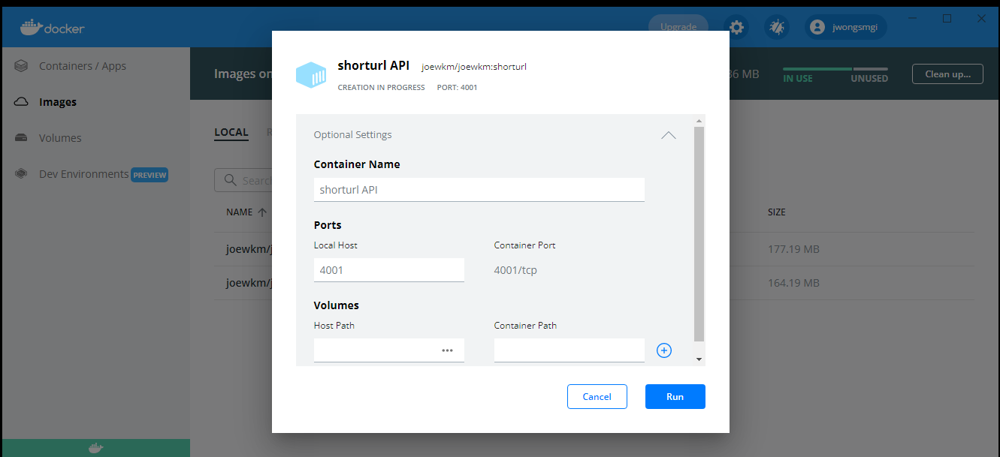 docker
Upgrade
jwongsmgi
Containers / Apps
Images
Volumes
Dev Environments PREVIEW
Images on
MB
IN USE
UNUSED
Clean up...
LOCAL
Search
NAME
SIZE
joewkm/j
177.19 MB
joewkm/j
164.19 MB
shorturl API
joewkm/joewkm:shorturl
CREATION IN PROGRESS
PORT: 4001
Optional Settings
Container Name
shorturl API
Ports
Local Host
Container Port
4001
4001/tcp
Volumes
Host Path
Container Path
Cancel
Run